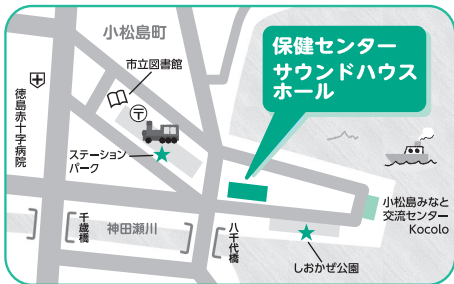 小松島町
市立図書館
保健センター
サウンドハウス
ホール
徳島赤十字病院
〒
ステーション
パーク
小松島みなと
交流センター
Kocolo
千歳橋
神田瀬川
八千代橋
しおかぜ公園